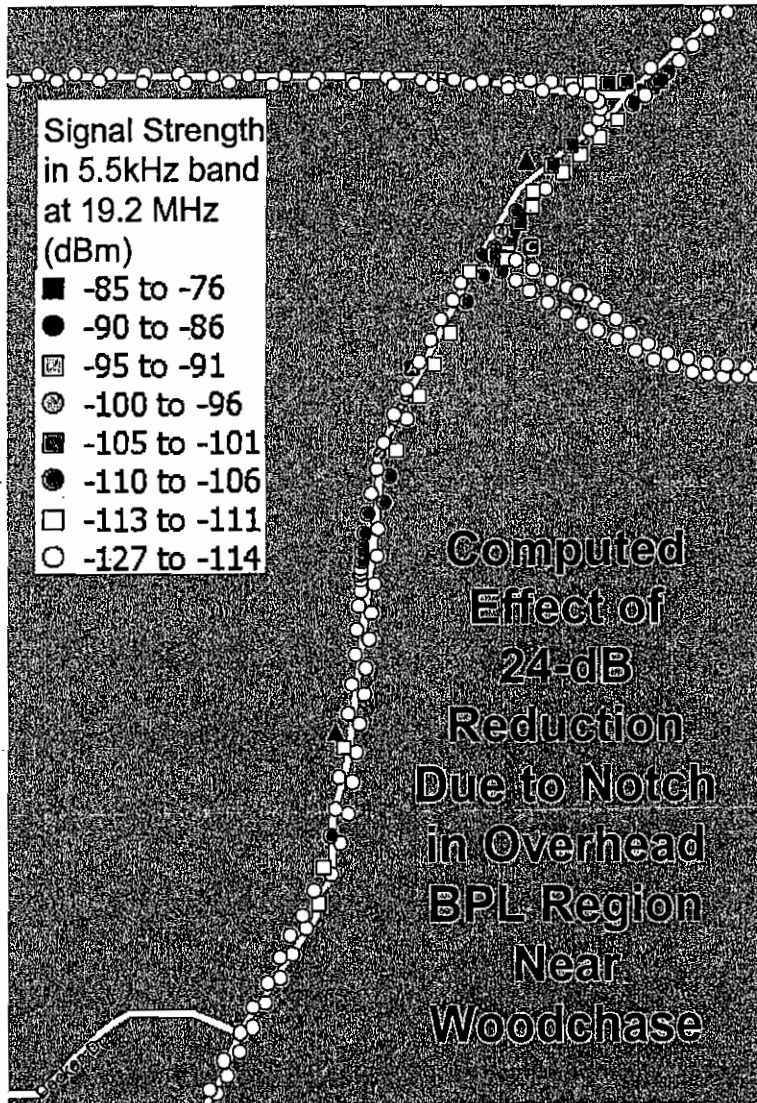 Signal Strength
in 5.5kHz band
at 19.2 MHz
(dBm)
-85 to -76
-90 to -86
-95 to -91
-100 to -96
-105 to -101
-110 to -106
-113 to -111
-127 to -114
Computed
Effect of
24-dB
Reduction
Due to Notch
in Overhead
BPL Region
Near
Woodchase